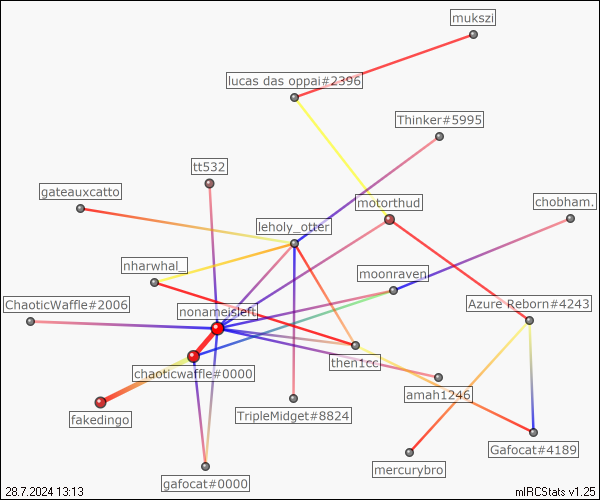 mukszi
lucas das oppai#2396
Thinker#5995
tt532
gateauxcatto
motorthud
chobham.
leholy_otter
nharwhal_
moonraven
ChaoticWaffle#2006
nonameisleft
Azure Reborn#4243
then1cc
chaoticwaffle#0000
amah1246
fakedingo
TripleMidget#8824
Gafocat#4189
mercurybro
gafocat#0000
28.7.2024 13:13
mIRCStats v1.25